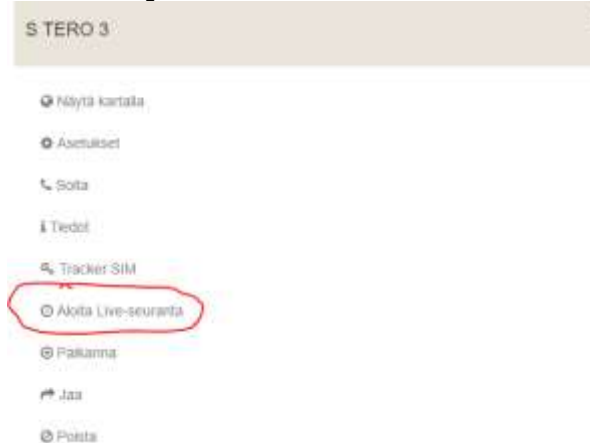 S TERO 3
Näytä kartalla
Asetukset
Soita
Tiedot
Tracker SIM
Aloita Live-seuranta
Paikanna
Jaa
Poista